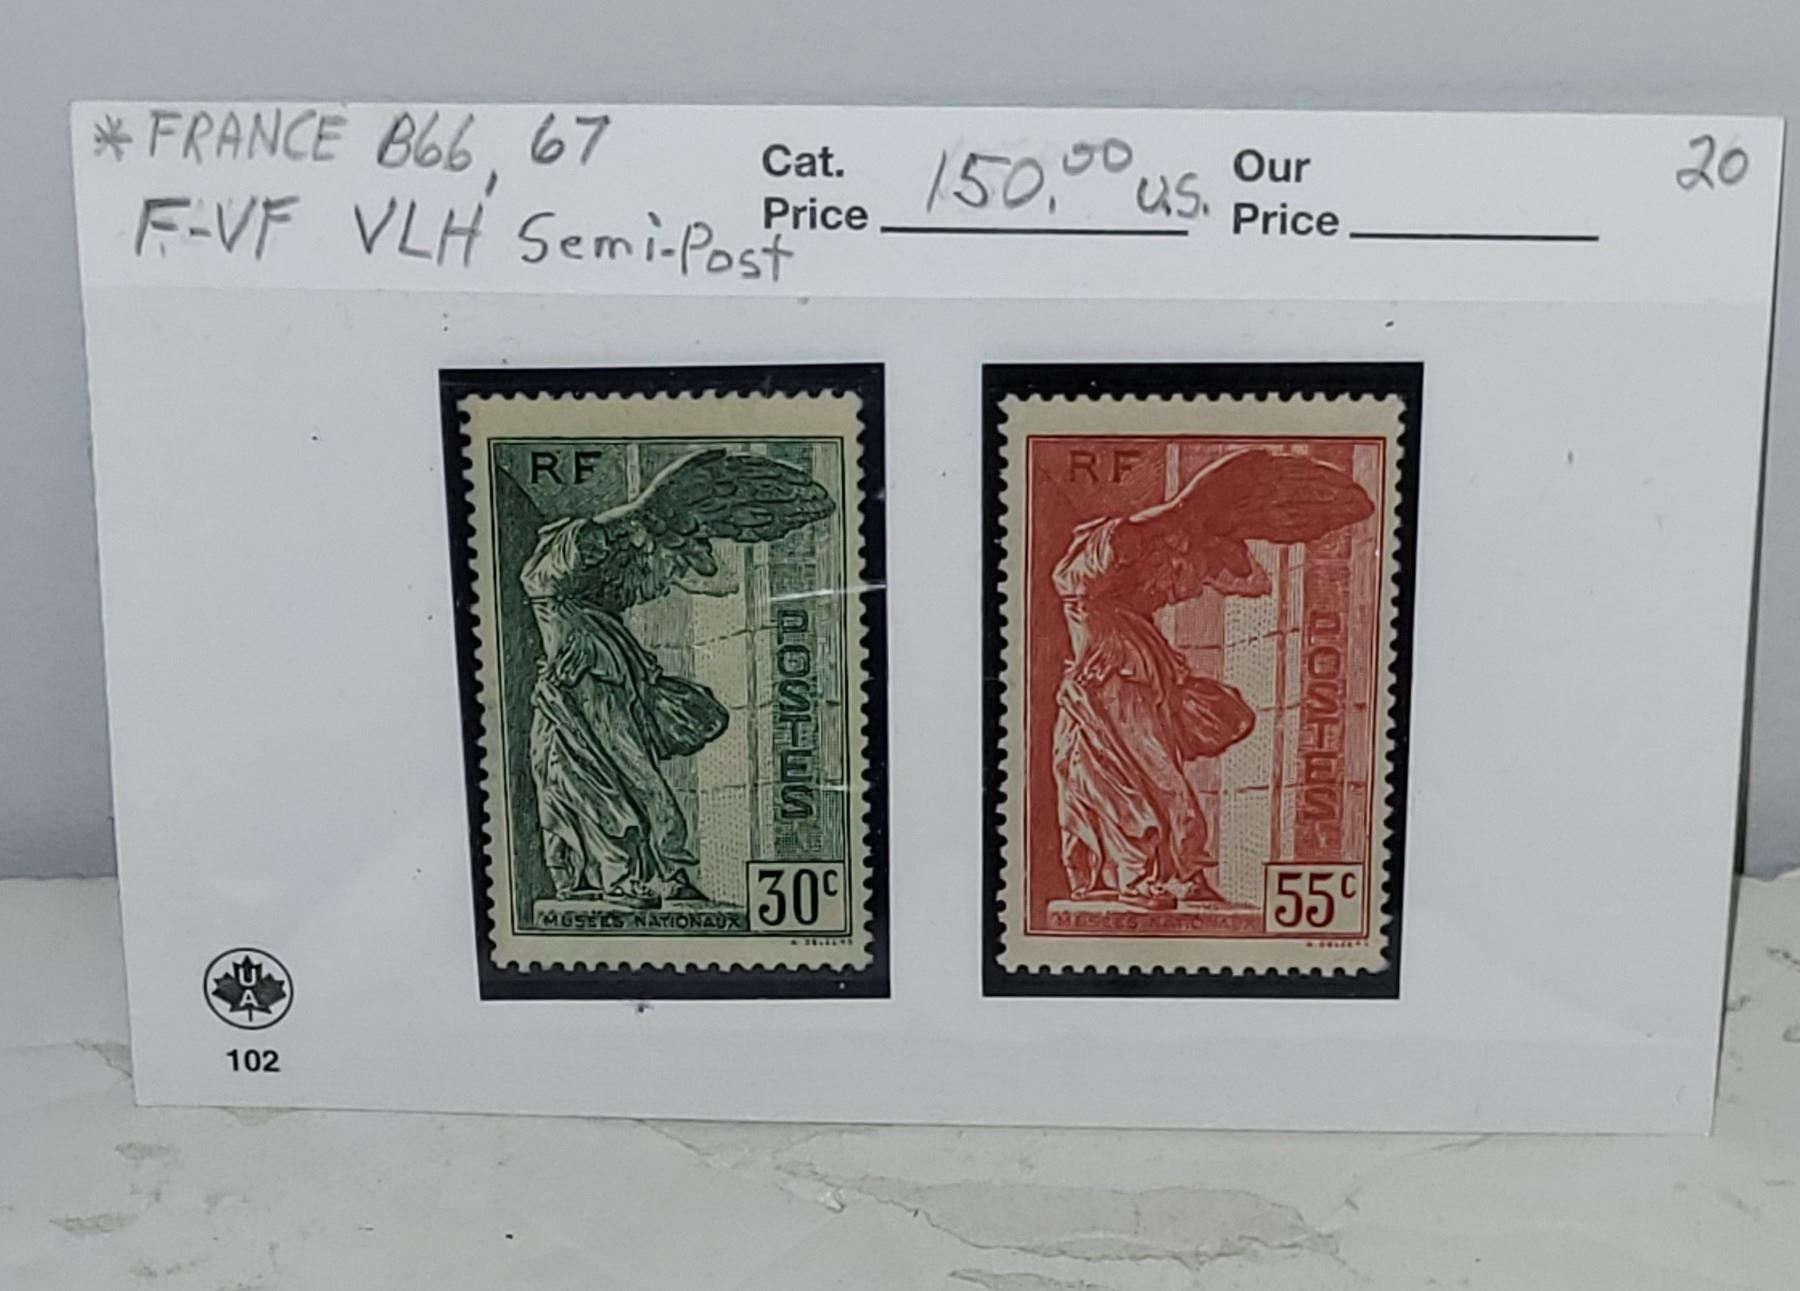 * FRANCE B66, 67
F-VF VLH Semi-Post
Cat. Price 150.00 U.S.
Our Price
20
RF
POSTES
30c
MUSÉES NATIONAUX
RF
POSTES
55c
MUSÉES NATIONAUX
UA
102